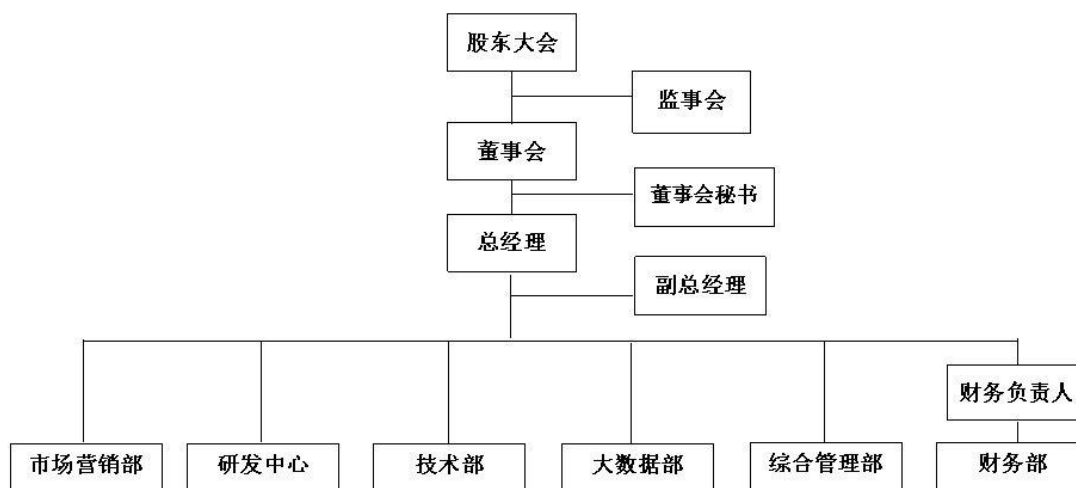 股东大会
监事会
董事会
董事会秘书
总经理
副总经理
财务负责人
市场营销部
研发中心
技术部
大数据部
综合管理部
财务部